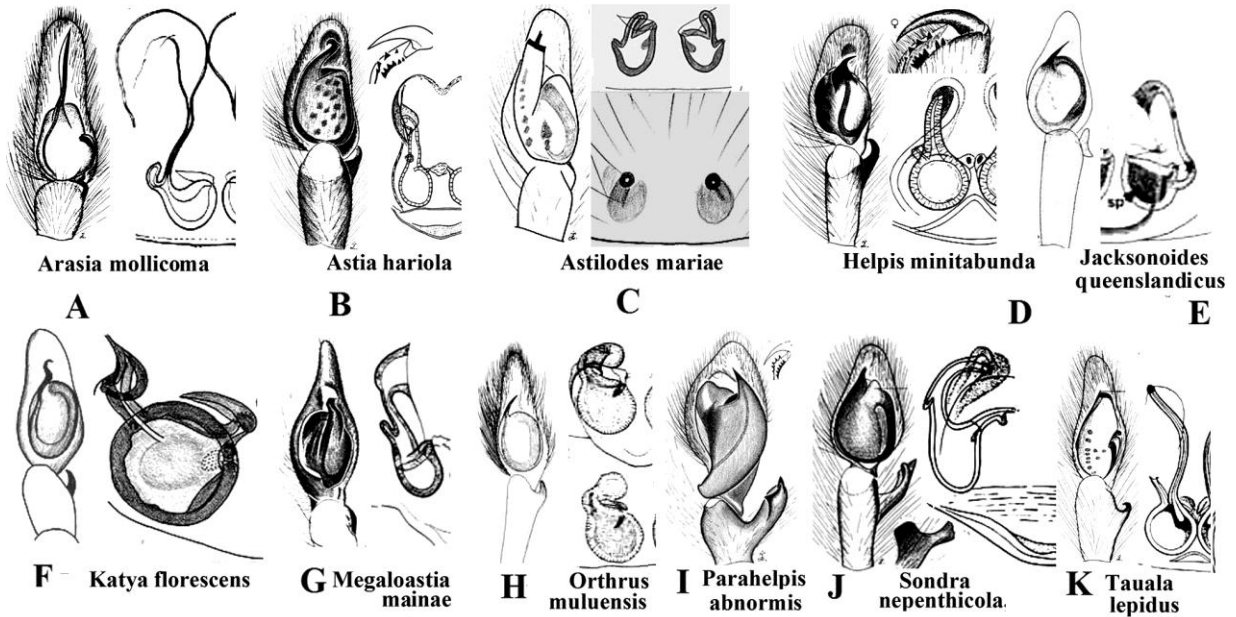 ♀
sp
Arasia mollicoma
Astia hariola
Astilodes mariae
Helpis minitabunda
Jacksonoides
queenslandicus
A
B
C
D
E
F
Katya florescens
G
Megaloastia
mainae
H
Orthrus
muluensis
I
Parahelpis
abnormis
J
Sondra
nepenthicola.
K
Tauala
lepidus